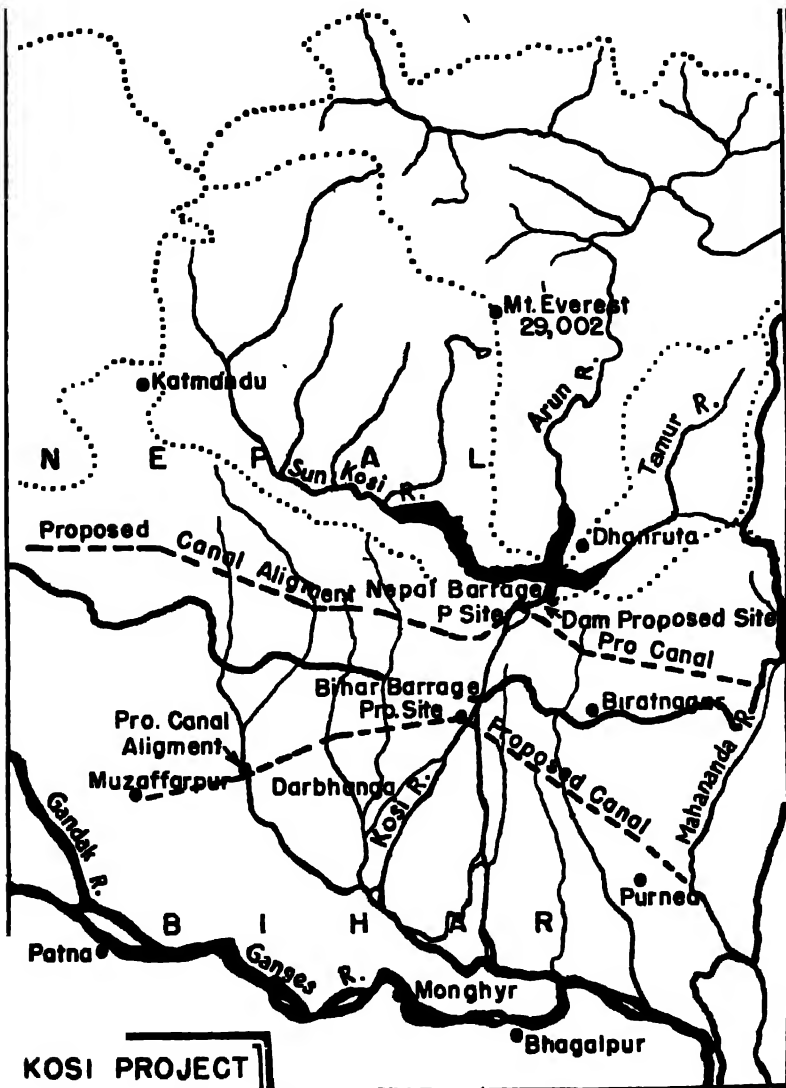 Mt. Everest
29,002
Katmandu
Arun R.
Tamur R.
N E P A L
Sun Kosi R.
Proposed
Canal Aligment
Dhanruta
Nepal Barrage
P Site
Dam Proposed Site
Pro Canal
Bihar Barrage
Pro. Site
Biratnagar
Pro. Canal
Aligment
Proposed Canal
Mahananda R.
Muzaffarpur
Darbhanga
Kosi R.
Gandak R.
Purnea
B I H A R
Patna
Ganges R.
Monghyr
Bhagalpur
KOSI PROJECT